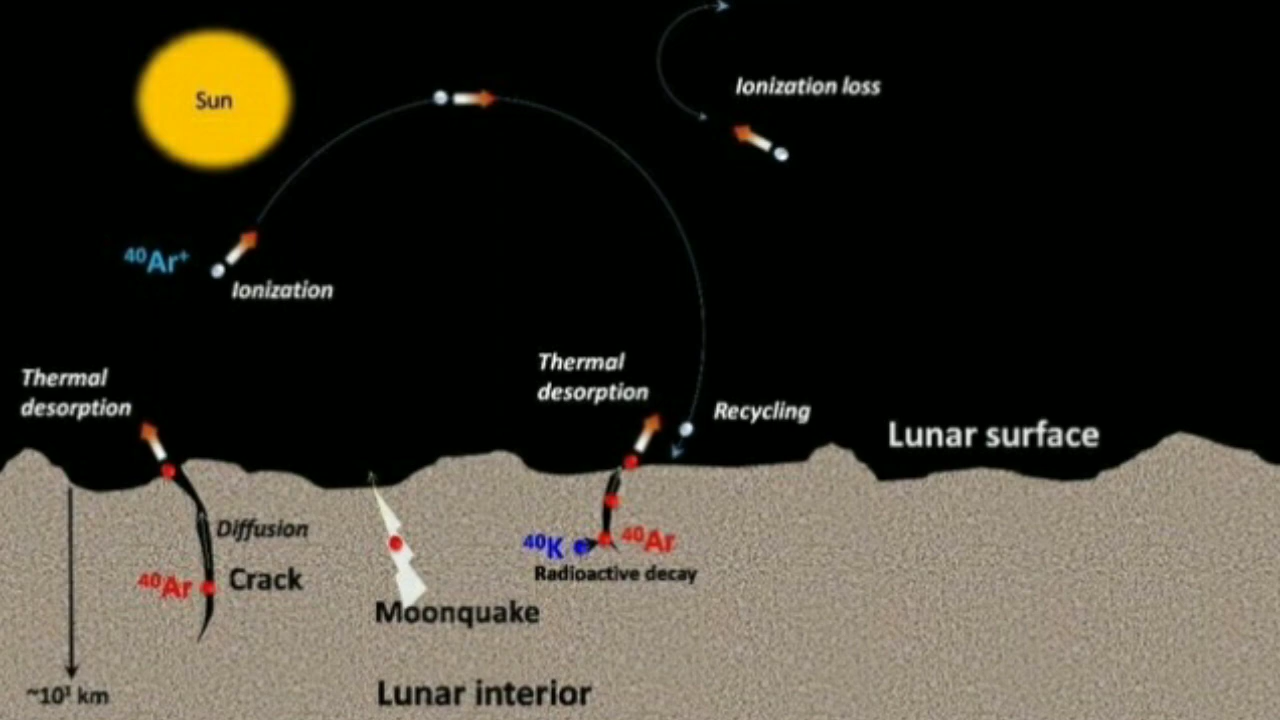 Sun
Ionization loss
⁴⁰Ar⁺
Ionization
Thermal
desorption
Thermal
desorption
Recycling
Lunar surface
Diffusion
⁴⁰K
⁴⁰Ar
Radioactive decay
⁴⁰Ar
Crack
Moonquake
~10³ km
Lunar interior